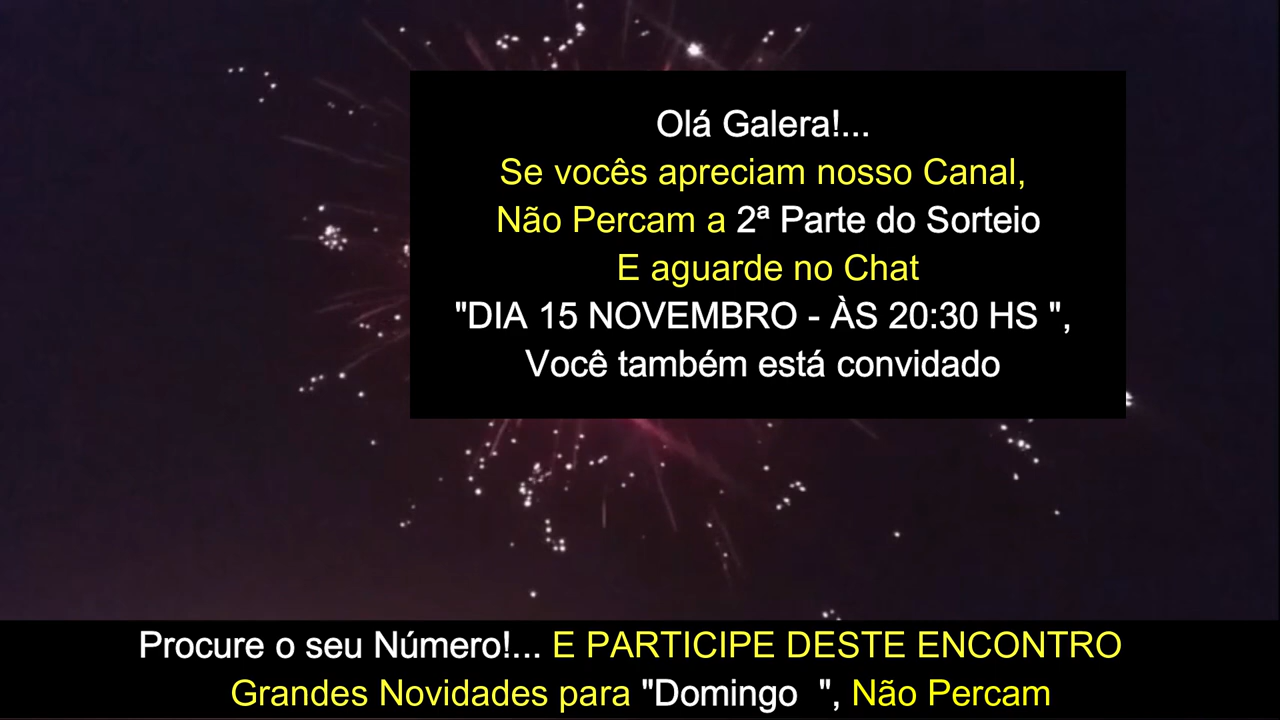 Olá Galera!...
Se vocês apreciam nosso Canal,
Não Percam a 2ª Parte do Sorteio
E aguarde no Chat
"DIA 15 NOVEMBRO - ÀS 20:30 HS ",
Você também está convidado
Procure o seu Número!... E PARTICIPE DESTE ENCONTRO
Grandes Novidades para "Domingo  ", Não Percam